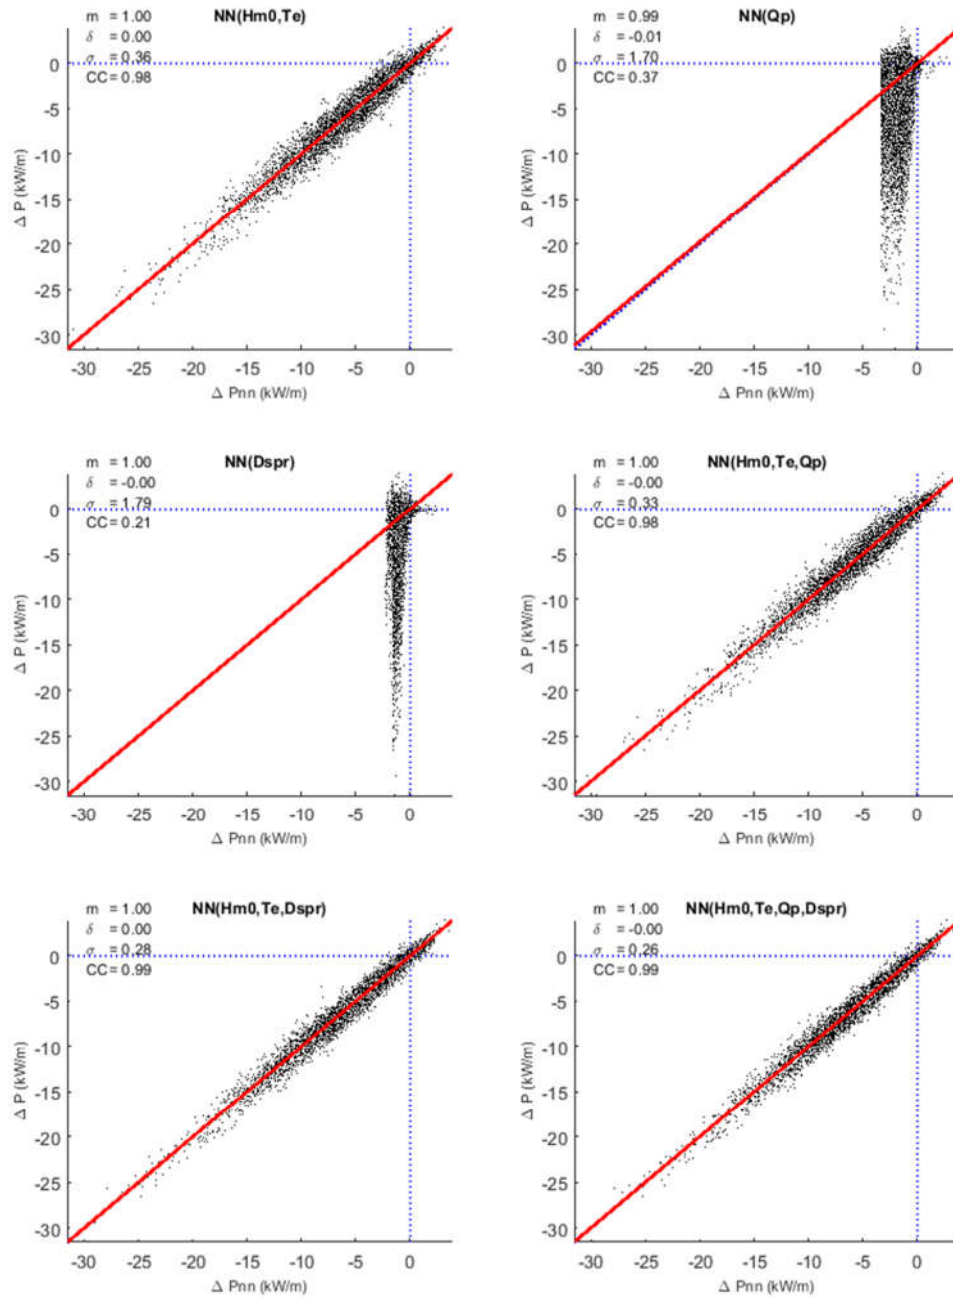 NN(Hm0,Te)
m = 1.00
δ = 0.00
σ = 0.36
CC = 0.98
0
-5
-10
-15
-20
-25
-30
Δ P (kW/m)
-30 -25 -20 -15 -10 -5 0
Δ Pnn (kW/m)
NN(Qp)
m = 0.99
δ = -0.01
σ = 1.70
CC = 0.37
0
-5
-10
-15
-20
-25
-30
Δ P (kW/m)
-30 -25 -20 -15 -10 -5 0
Δ Pnn (kW/m)
NN(Dspr)
m = 1.00
δ = -0.00
σ = 1.79
CC = 0.21
0
-5
-10
-15
-20
-25
-30
Δ P (kW/m)
-30 -25 -20 -15 -10 -5 0
Δ Pnn (kW/m)
NN(Hm0,Te,Qp)
m = 1.00
δ = -0.00
σ = 0.33
CC = 0.98
0
-5
-10
-15
-20
-25
-30
Δ P (kW/m)
-30 -25 -20 -15 -10 -5 0
Δ Pnn (kW/m)
NN(Hm0,Te,Dspr)
m = 1.00
δ = 0.00
σ = 0.28
CC = 0.99
0
-5
-10
-15
-20
-25
-30
Δ P (kW/m)
-30 -25 -20 -15 -10 -5 0
Δ Pnn (kW/m)
NN(Hm0,Te,Qp,Dspr)
m = 1.00
δ = -0.00
σ = 0.26
CC = 0.99
0
-5
-10
-15
-20
-25
-30
Δ P (kW/m)
-30 -25 -20 -15 -10 -5 0
Δ Pnn (kW/m)